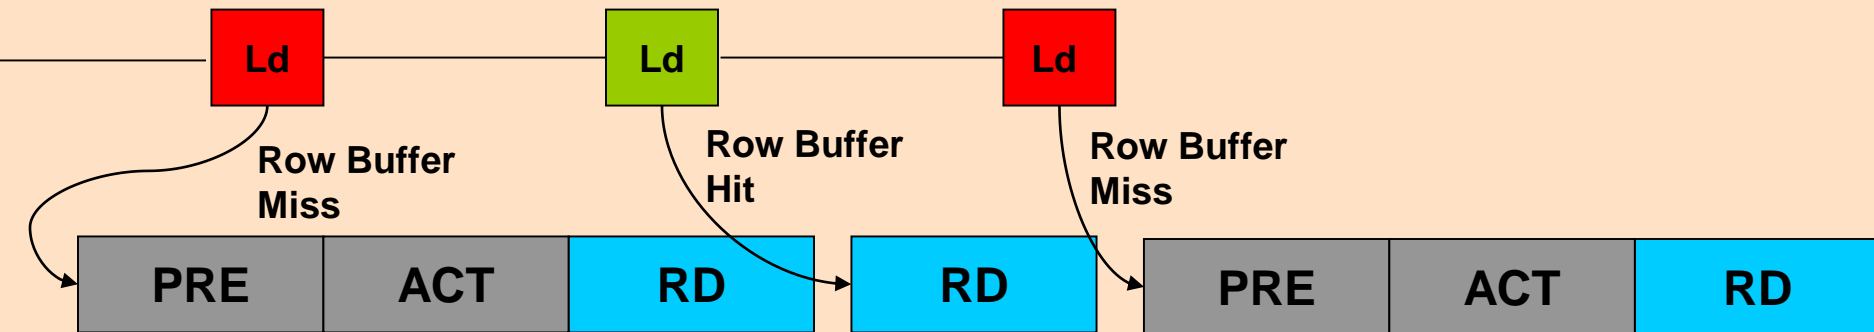 Ld
Ld
Ld
Row Buffer
Miss
Row Buffer
Hit
Row Buffer
Miss
PRE ACT RD RD PRE ACT RD